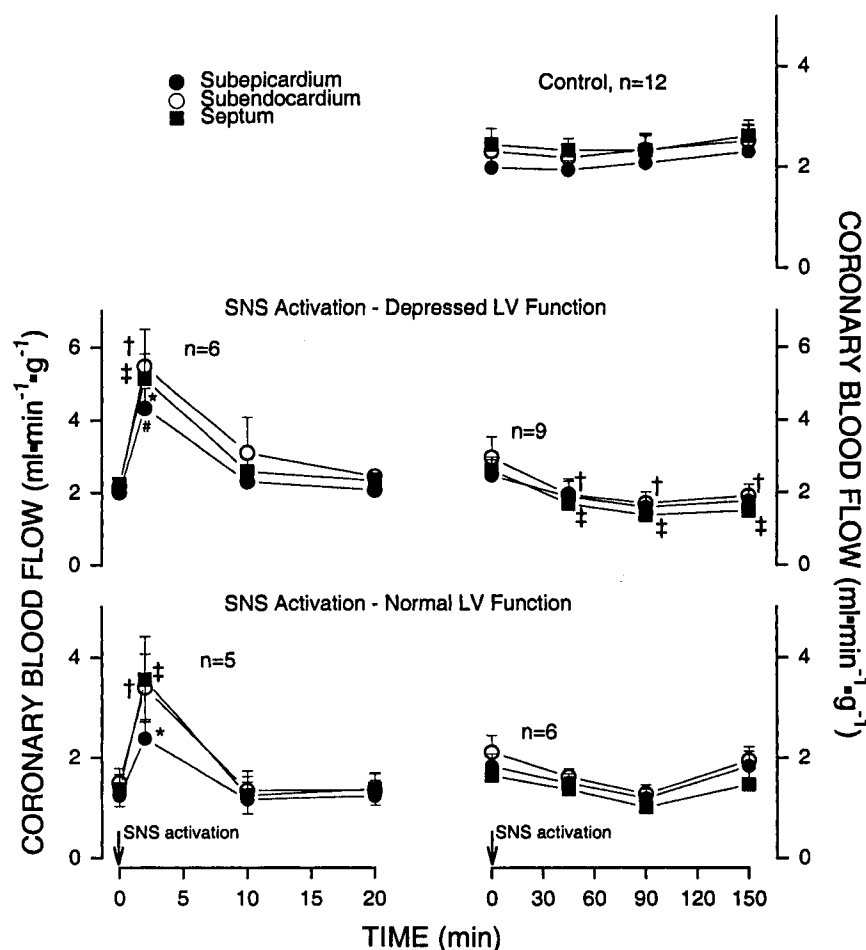 Subepicardium
Subendocardium
Septum
Control, n=12
4
2
0
SNS Activation - Depressed LV Function
6
4
2
0
† ‡ * #
n=6
n=9
† ‡ † ‡ † ‡
6
4
2
0
SNS Activation - Normal LV Function
4
2
0
† ‡ *
n=5
n=6
4
2
0
SNS activation
SNS activation
0 5 10 15 20
0 30 60 90 120 150
TIME (min)
CORONARY BLOOD FLOW (ml▪min⁻¹▪g⁻¹)
CORONARY BLOOD FLOW (ml▪min⁻¹▪g⁻¹)